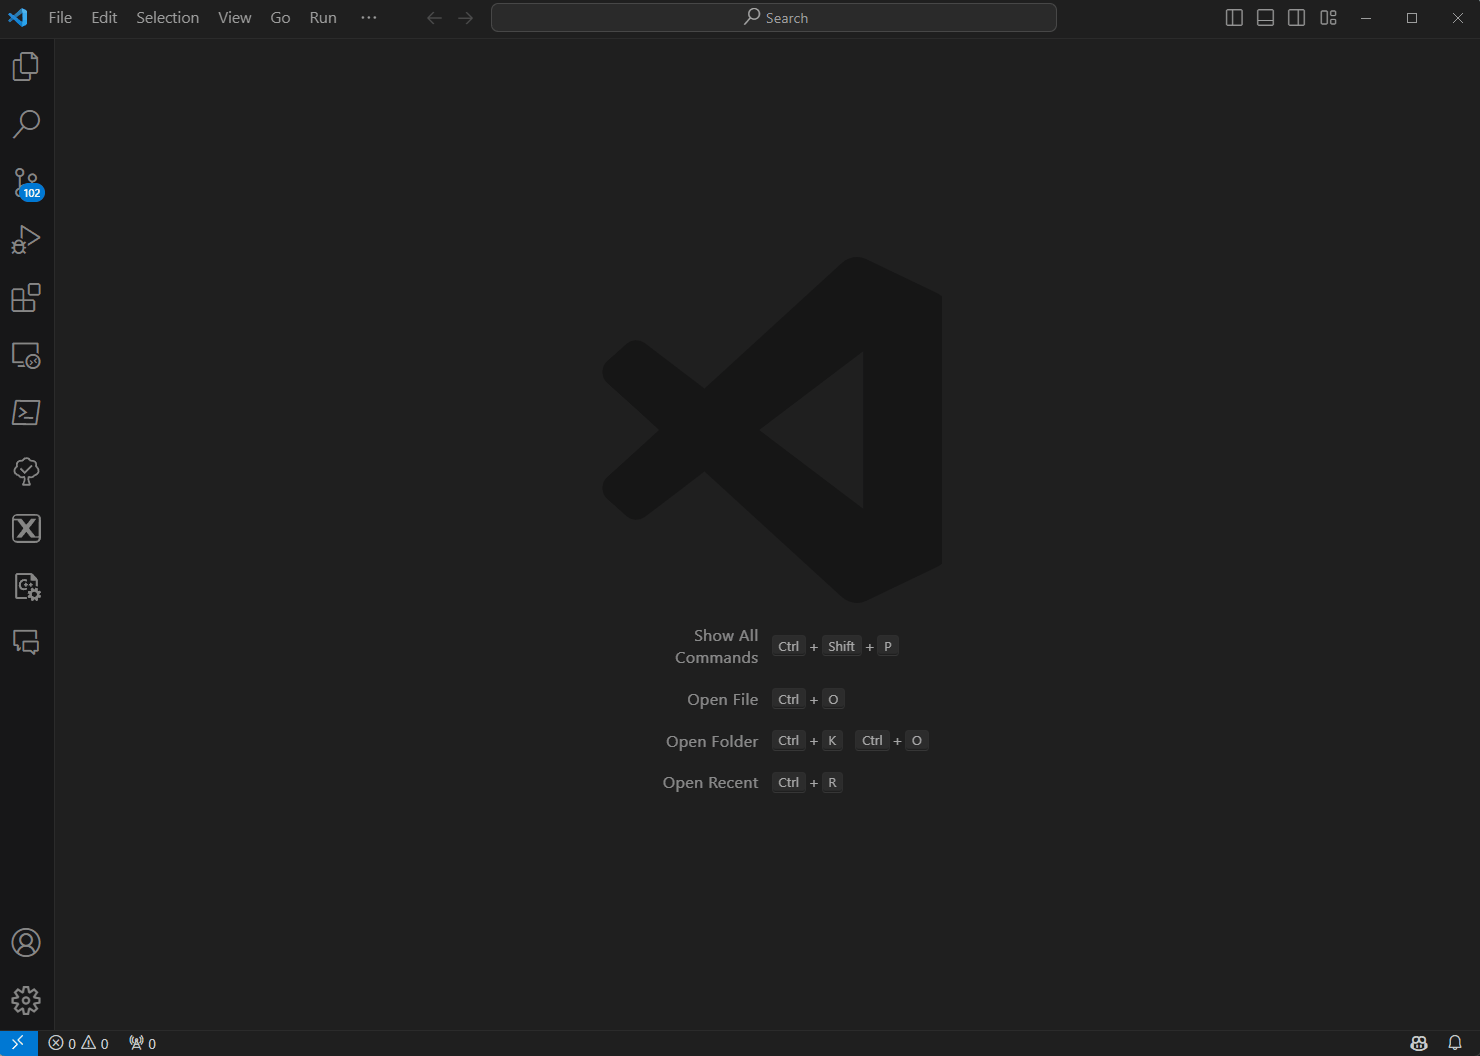 File Edit Selection View Go Run
Search
102
Show All
Commands
Ctrl + Shift + P
Open File Ctrl + O
Open Folder Ctrl + K Ctrl + O
Open Recent Ctrl + R
0 0 0